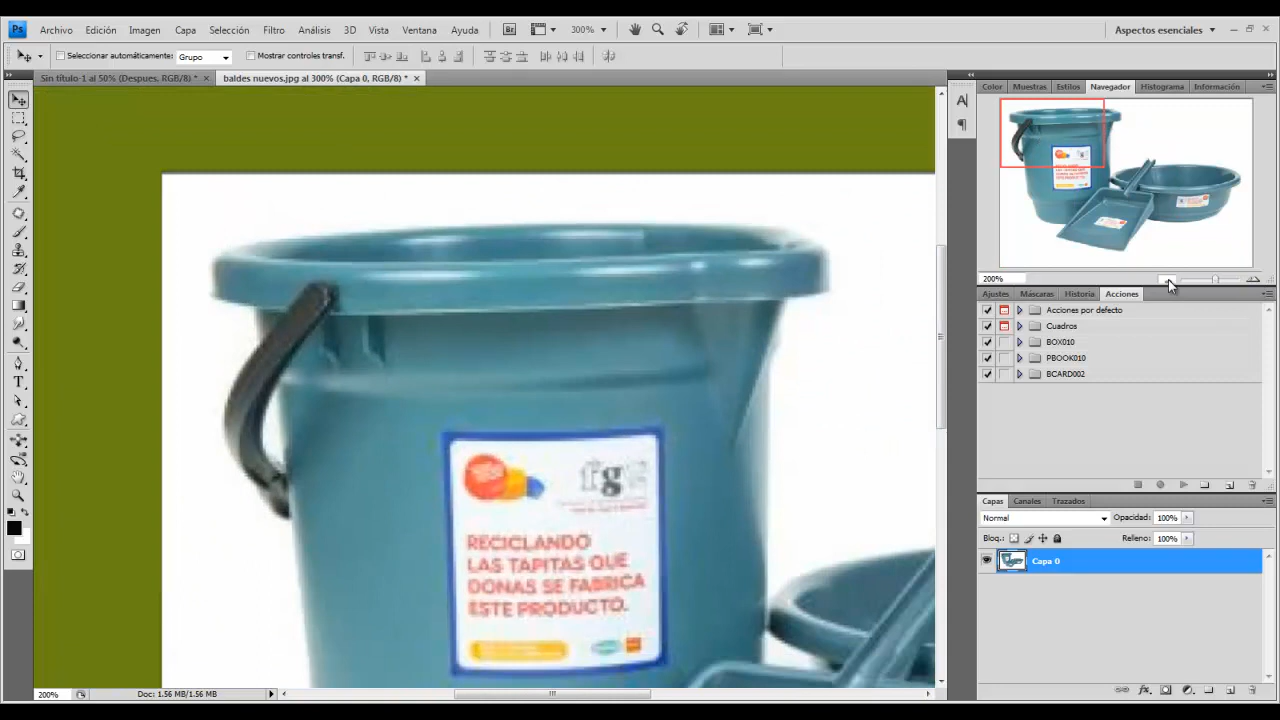 Ps Archivo Edición Imagen Capa Selección Filtro Análisis 3D Vista Ventana Ayuda Br 300% Aspectos esenciales
Seleccionar automáticamente: Grupo Mostrar controles transf.
Sin título-1 al 50% (Despues, RGB/8) * × baldes nuevos.jpg al 300% (Capa 0, RGB/8) * ×
Color Muestras Estilos Navegador Histograma Información
200%
Ajustes Máscaras Historia Acciones
Acciones por defecto
Cuadros
BOX010
PBOOK010
BCARD002
fgv
RECICLANDO
LAS TAPITAS QUE
DONAS SE FABRICA
ESTE PRODUCTO.
Capas Canales Trazados
Normal Opacidad: 100%
Bloq.: Relleno: 100%
Capa 0
200% Doc: 1.56 MB/1.56 MB